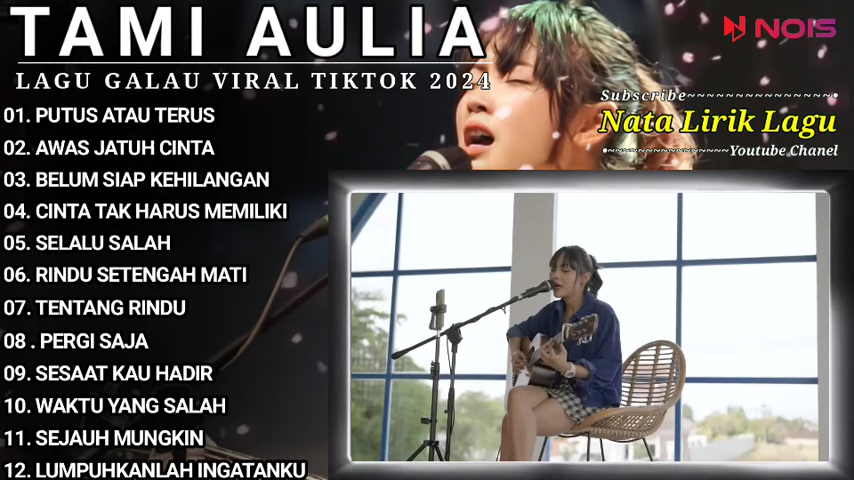 TAMI AULIA
LAGU GALAU VIRAL TIKTOK 2024
NOIS
Subscribe~~~~~~~~~~~~~~~•
Nata Lirik Lagu
•~~~~~~~~~~~~~~~Youtube Chanel
01. PUTUS ATAU TERUS
02. AWAS JATUH CINTA
03. BELUM SIAP KEHILANGAN
04. CINTA TAK HARUS MEMILIKI
05. SELALU SALAH
06. RINDU SETENGAH MATI
07. TENTANG RINDU
08 . PERGI SAJA
09. SESAAT KAU HADIR
10. WAKTU YANG SALAH
11. SEJAUH MUNGKIN
12. LUMPUHKANLAH INGATANKU